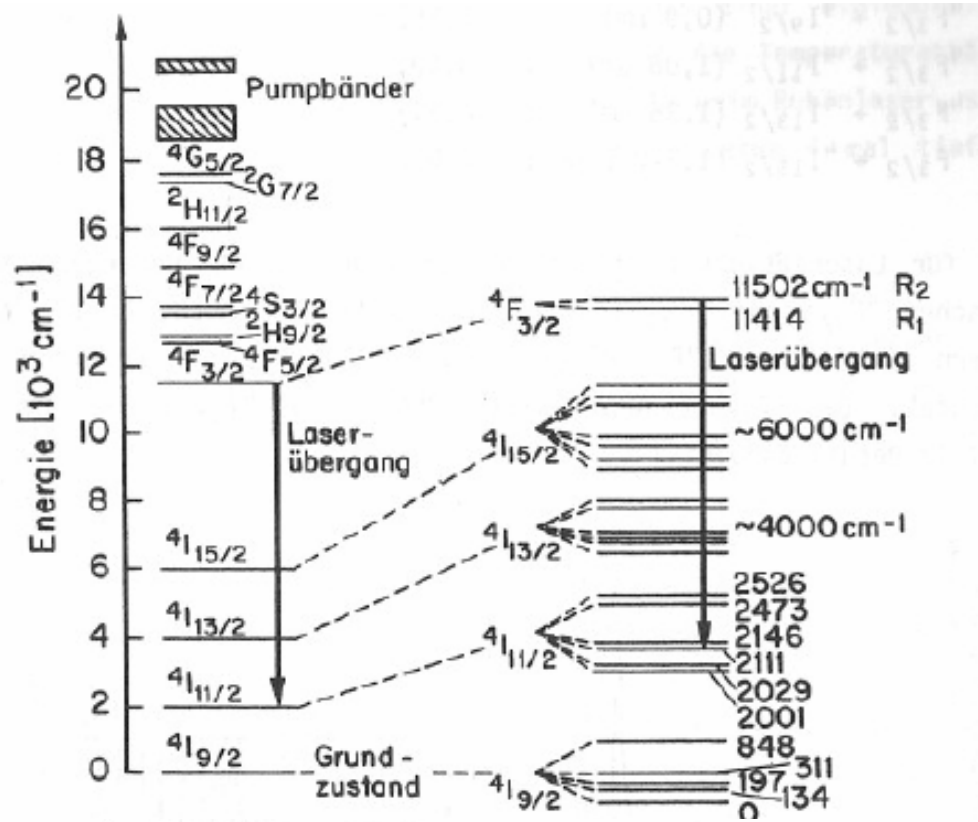 20
18
16
14
12
10
8
6
4
2
0
Energie [10³ cm⁻¹]
Pumpbänder
⁴G₅/₂
²G₇/₂
²H₁₁/₂
⁴F₉/₂
⁴F₇/₂
⁴S₃/₂
²H₉/₂
⁴F₅/₂
⁴F₃/₂
Laser-
übergang
⁴I₁₅/₂
⁴I₁₃/₂
⁴I₁₁/₂
⁴I₉/₂
Grund-
zustand
⁴F₃/₂
⁴I₁₅/₂
⁴I₁₃/₂
⁴I₁₁/₂
⁴I₉/₂
11502 cm⁻¹ R₂
11414 R₁
Laserübergang
~6000 cm⁻¹
~4000 cm⁻¹
2526
2473
2146
2111
2029
2001
848
311
197
134
0